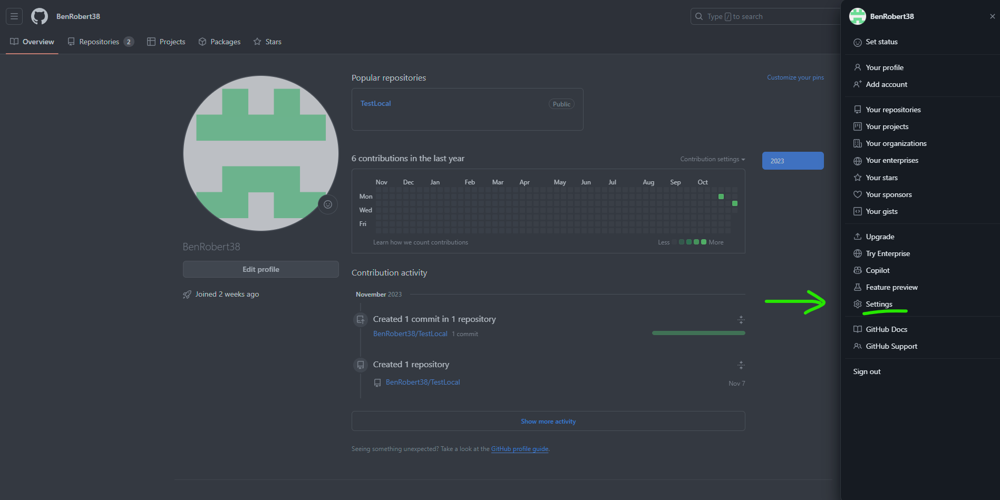 BenRobert38
Type / to search
Overview
Repositories 2
Projects
Packages
Stars
BenRobert38
Edit profile
Joined 2 weeks ago
Popular repositories
Customize your pins
TestLocal
Public
6 contributions in the last year
Contribution settings
2023
Nov Dec Jan Feb Mar Apr May Jun Jul Aug Sep Oct
Mon
Wed
Fri
Learn how we count contributions
Less More
Contribution activity
November 2023
Created 1 commit in 1 repository
BenRobert38/TestLocal 1 commit
Created 1 repository
BenRobert38/TestLocal
Nov 7
Show more activity
Seeing something unexpected? Take a look at the GitHub profile guide.
BenRobert38
Set status
Your profile
Add account
Your repositories
Your projects
Your organizations
Your enterprises
Your stars
Your sponsors
Your gists
Upgrade
Try Enterprise
Copilot
Feature preview
Settings
GitHub Docs
GitHub Support
Sign out